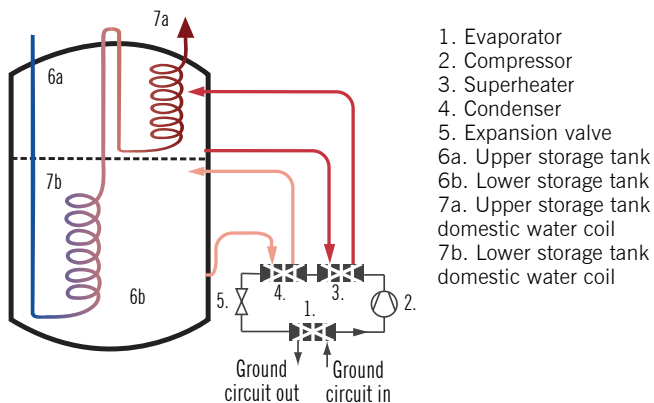 7a
6a
7b
6b
5.
4.
3.
1.
2.
Ground
circuit out
Ground
circuit in
1. Evaporator
2. Compressor
3. Superheater
4. Condenser
5. Expansion valve
6a. Upper storage tank
6b. Lower storage tank
7a. Upper storage tank
domestic water coil
7b. Lower storage tank
domestic water coil